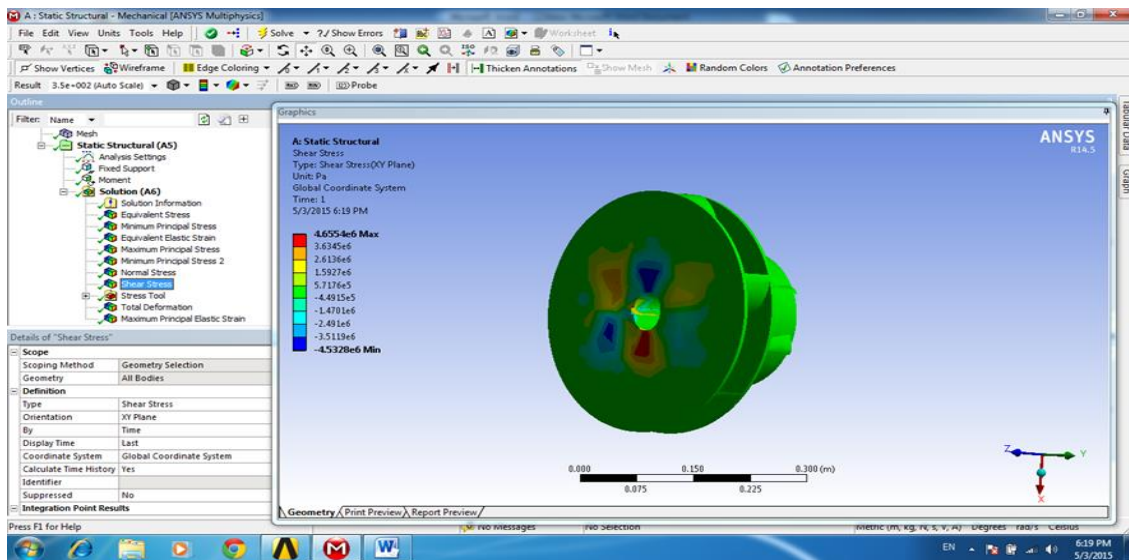 A : Static Structural - Mechanical [ANSYS Multiphysics]
File Edit View Units Tools Help Solve ?/ Show Errors Worksheet
Show Vertices Wireframe Edge Coloring Thicken Annotations Show Mesh Random Colors Annotation Preferences
Result 3.5e+002 (Auto Scale) Probe
Outline
Filter: Name
Mesh
Static Structural (A5)
Analysis Settings
Fixed Support
Moment
Solution (A6)
Solution Information
Equivalent Stress
Minimum Principal Stress
Equivalent Elastic Strain
Maximum Principal Stress
Minimum Principal Stress 2
Normal Stress
Shear Stress
Stress Tool
Total Deformation
Maximum Principal Elastic Strain
Details of "Shear Stress"
Scope
Scoping Method Geometry Selection
Geometry All Bodies
Definition
Type Shear Stress
Orientation XY Plane
By Time
Display Time Last
Coordinate System Global Coordinate System
Calculate Time History Yes
Identifier
Suppressed No
Integration Point Results
Graphics
A: Static Structural
Shear Stress
Type: Shear Stress(XY Plane)
Unit: Pa
Global Coordinate System
Time: 1
5/3/2015 6:19 PM
4.6554e6 Max
3.6345e6
2.6136e6
1.5927e6
5.7176e5
-4.4915e5
-1.4701e6
-2.491e6
-3.5119e6
-4.5328e6 Min
ANSYS
R14.5
0.000 0.150 0.300 (m)
0.075 0.225
Z Y
X
Geometry Print Preview Report Preview
Tabular Data
Graph
Press F1 for Help No Messages No Selection Metric (m, kg, N, s, V, A) Degrees rad/s Celsius
EN 6:19 PM
5/3/2015